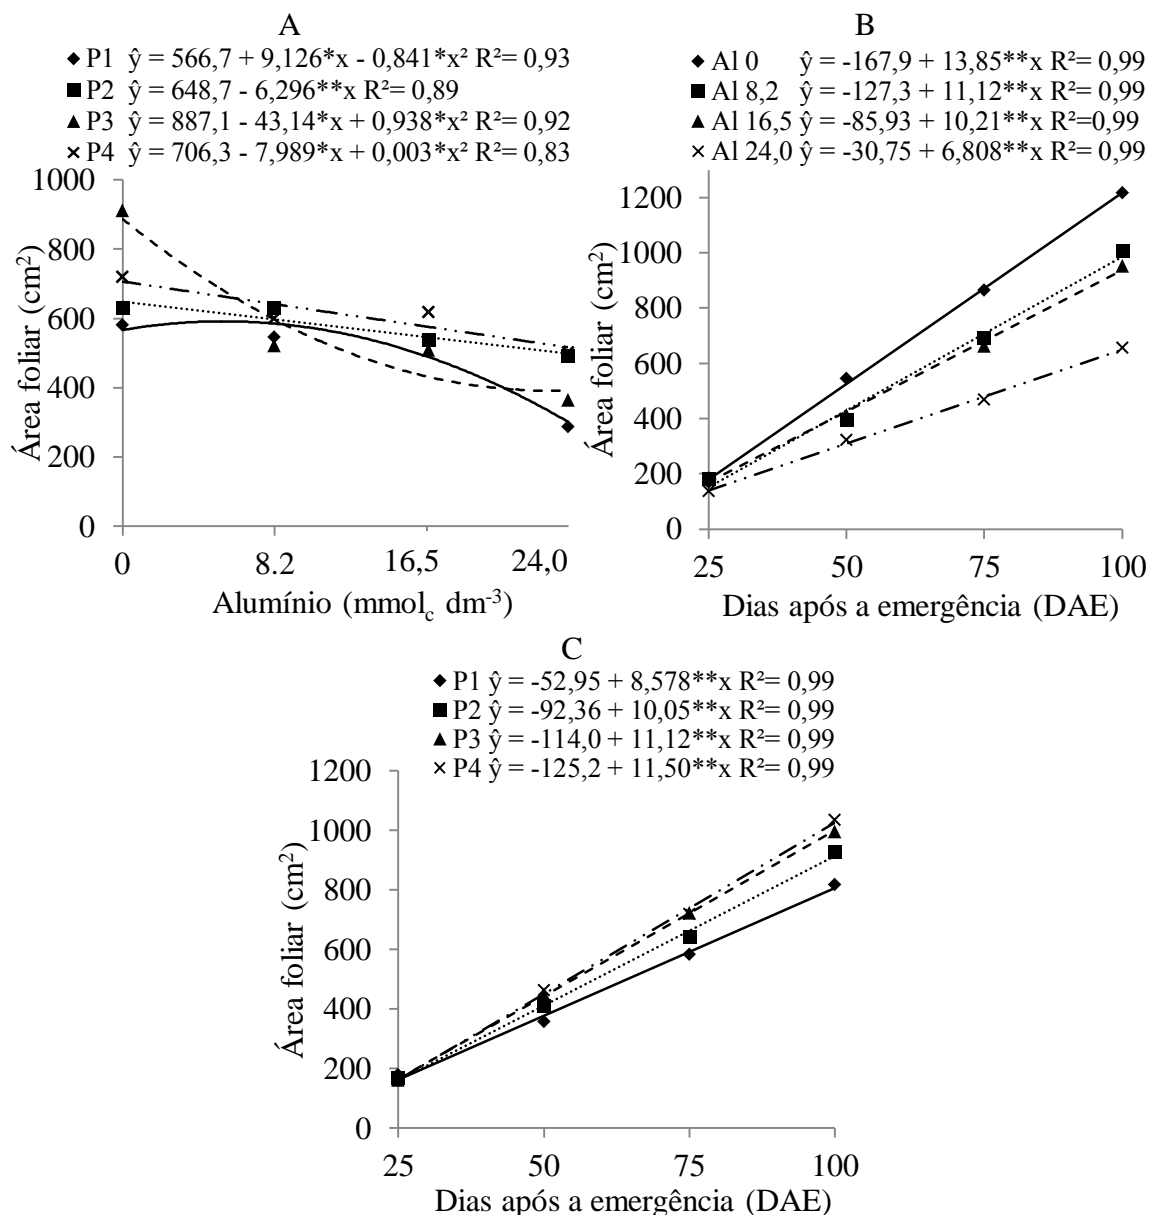 A
P1 ŷ = 566,7 + 9,126*x - 0,841*x² R²= 0,93
P2 ŷ = 648,7 - 6,296**x R²= 0,89
P3 ŷ = 887,1 - 43,14*x + 0,938*x² R²= 0,92
P4 ŷ = 706,3 - 7,989*x + 0,003*x² R²= 0,83
1000
800
600
400
200
0
Área foliar (cm²)
0 8.2 16,5 24,0
Alumínio (mmol_c dm⁻³)
B
Al 0 ŷ = -167,9 + 13,85**x R²= 0,99
Al 8,2 ŷ = -127,3 + 11,12**x R²= 0,99
Al 16,5 ŷ = -85,93 + 10,21**x R²=0,99
Al 24,0 ŷ = -30,75 + 6,808**x R²= 0,99
1200
1000
800
600
400
200
0
Área foliar (cm²)
25 50 75 100
Dias após a emergência (DAE)
C
P1 ŷ = -52,95 + 8,578**x R²= 0,99
P2 ŷ = -92,36 + 10,05**x R²= 0,99
P3 ŷ = -114,0 + 11,12**x R²= 0,99
P4 ŷ = -125,2 + 11,50**x R²= 0,99
1200
1000
800
600
400
200
0
Área foliar (cm²)
25 50 75 100
Dias após a emergência (DAE)